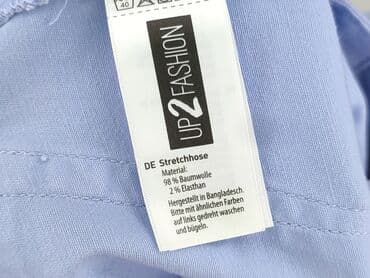 40
UP2FASHION
DE Stretchhose
Material:
98 % Baumwolle
2 % Elasthan
Hergestellt in Bangladesch.
Bitte mit ähnlichen Farben
auf links gedreht waschen
und bügeln.